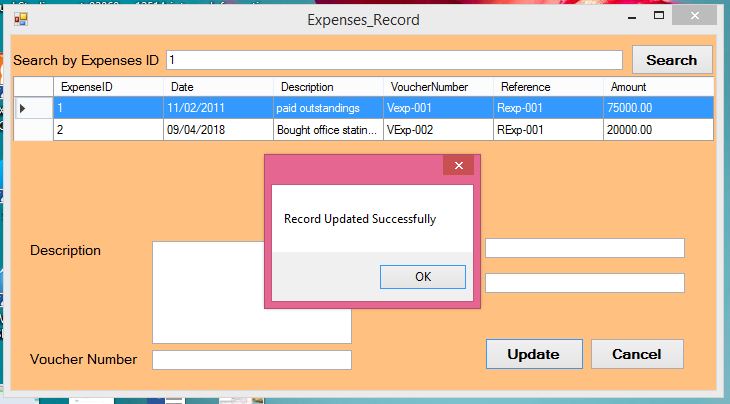 Expenses_Record
Search by Expenses ID 1 Search
ExpenseID Date Description VoucherNumber Reference Amount
1 11/02/2011 paid outstandings Vexp-001 Rexp-001 75000.00
2 09/04/2018 Bought office statin... VExp-002 RExp-001 20000.00
Record Updated Successfully
OK
Description
Voucher Number
Update Cancel